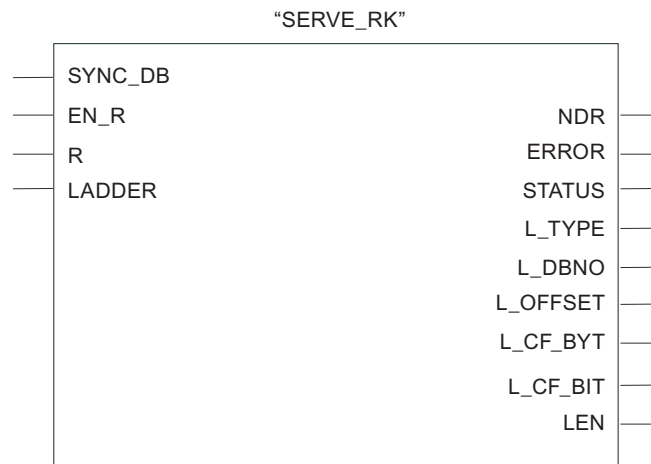 “SERVE_RK”
SYNC_DB
EN_R
R
LADDER
NDR
ERROR
STATUS
L_TYPE
L_DBNO
L_OFFSET
L_CF_BYT
L_CF_BIT
LEN